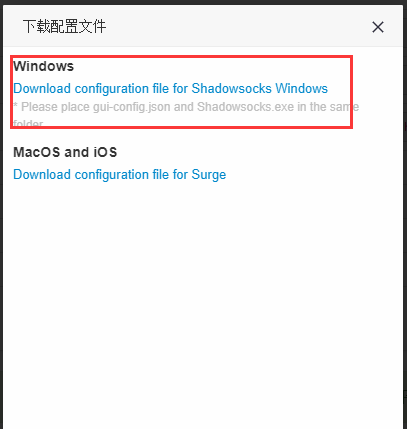 下载配置文件
Windows
Download configuration file for Shadowsocks Windows
* Please place gui-config.json and Shadowsocks.exe in the same
folder
MacOS and iOS
Download configuration file for Surge